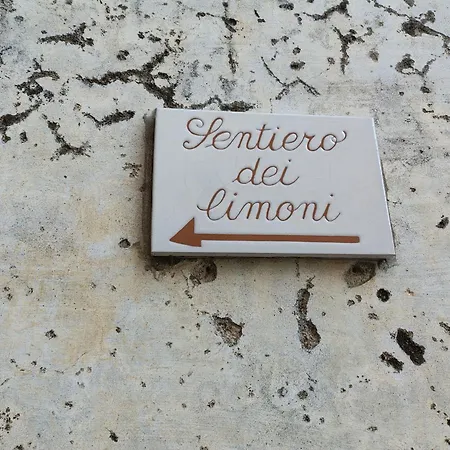 Sentiero
dei
limoni